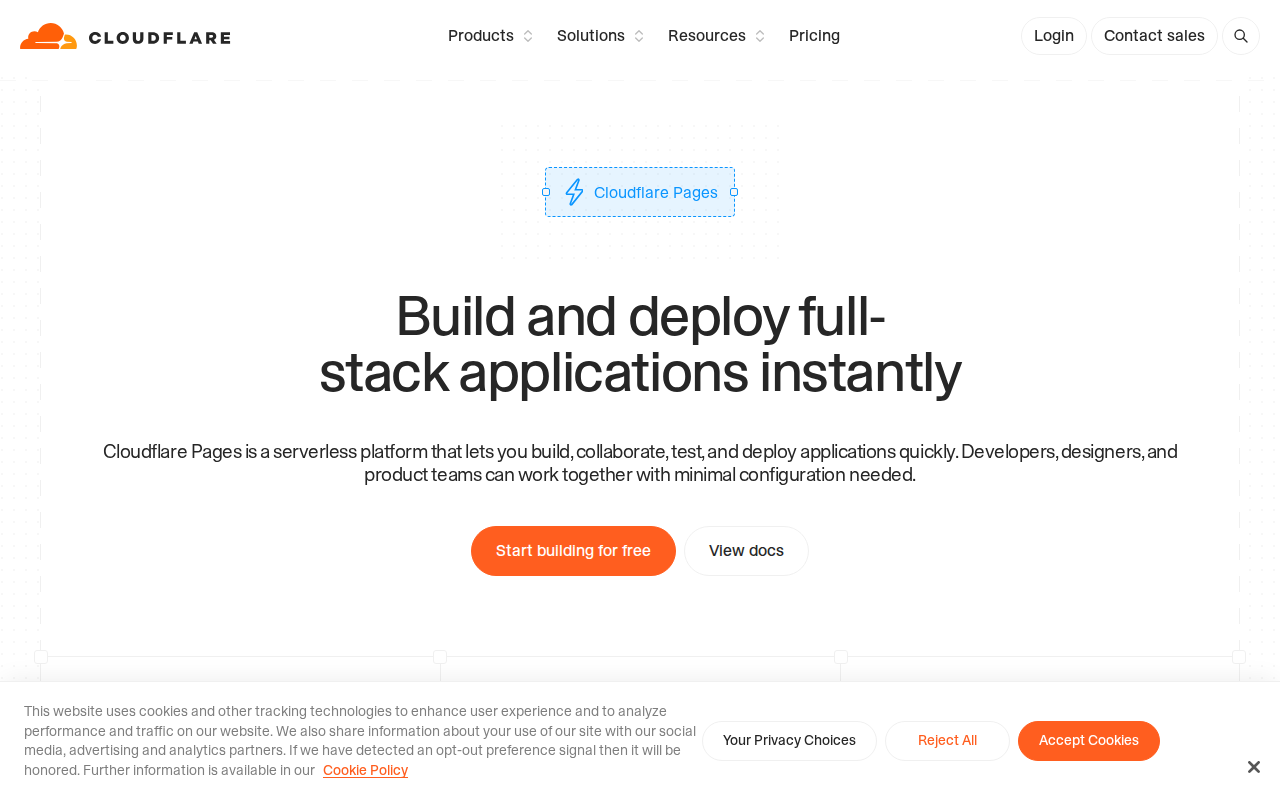 CLOUDFLARE
Products Solutions Resources Pricing
Login Contact sales
Cloudflare Pages
Build and deploy full-
stack applications instantly
Cloudflare Pages is a serverless platform that lets you build, collaborate, test, and deploy applications quickly. Developers, designers, and
product teams can work together with minimal configuration needed.
Start building for free View docs
This website uses cookies and other tracking technologies to enhance user experience and to analyze
performance and traffic on our website. We also share information about your use of our site with our social
media, advertising and analytics partners. If we have detected an opt-out preference signal then it will be
honored. Further information is available in our Cookie Policy
Your Privacy Choices Reject All Accept Cookies